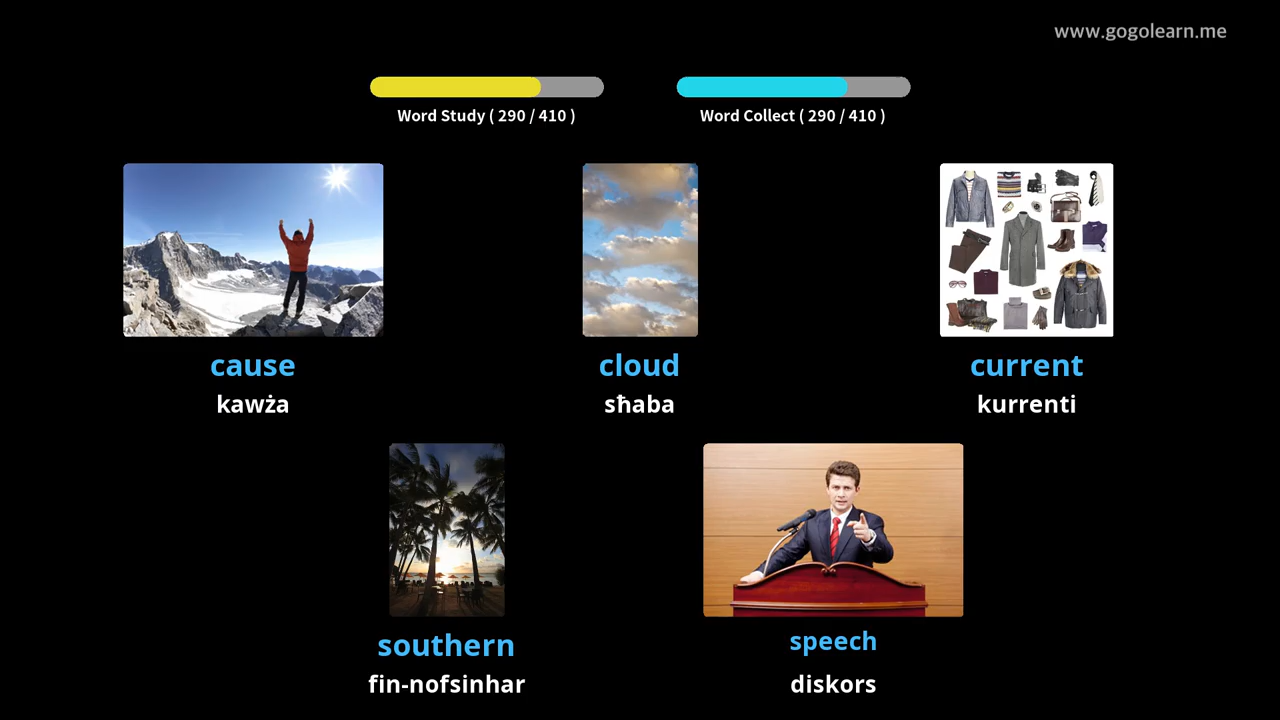 www.gogolearn.me
Word Study ( 290 / 410 )
Word Collect ( 290 / 410 )
cause
kawża
cloud
sħaba
current
kurrenti
southern
fin-nofsinhar
speech
diskors